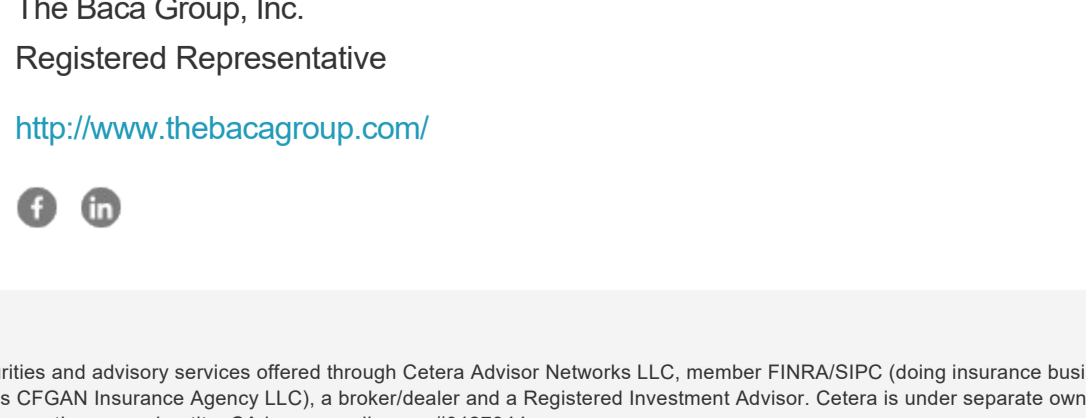 The Baca Group, Inc.
Registered Representative
http://www.thebacagroup.com/
f in
rities and advisory services offered through Cetera Advisor Networks LLC, member FINRA/SIPC (doing insurance busi
s CFGAN Insurance Agency LLC), a broker/dealer and a Registered Investment Advisor. Cetera is under separate own